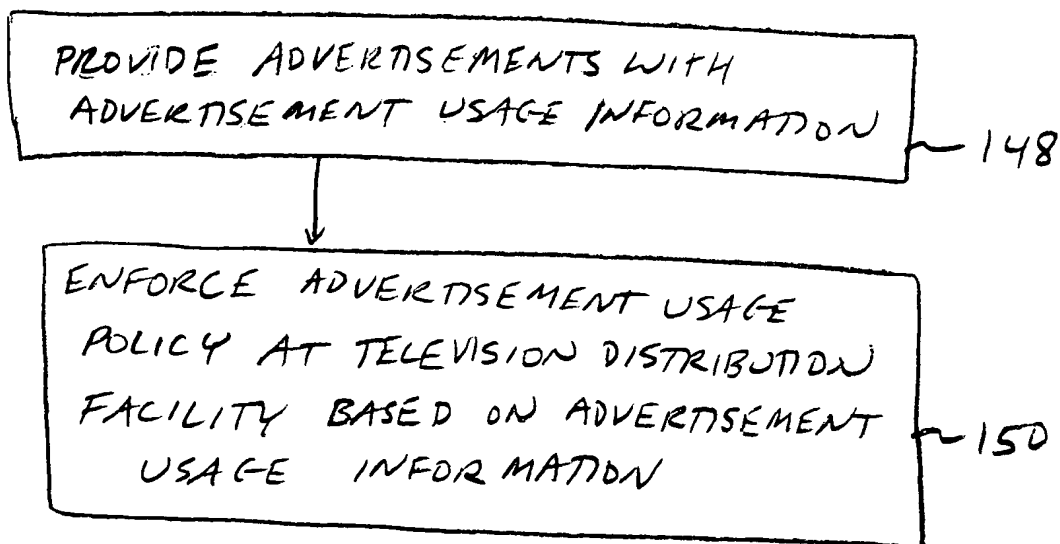 PROVIDE ADVERTISEMENTS WITH
ADVERTISEMENT USAGE INFORMATION
148
ENFORCE ADVERTISEMENT USAGE
POLICY AT TELEVISION DISTRIBUTION
FACILITY BASED ON ADVERTISEMENT
USAGE INFORMATION
150